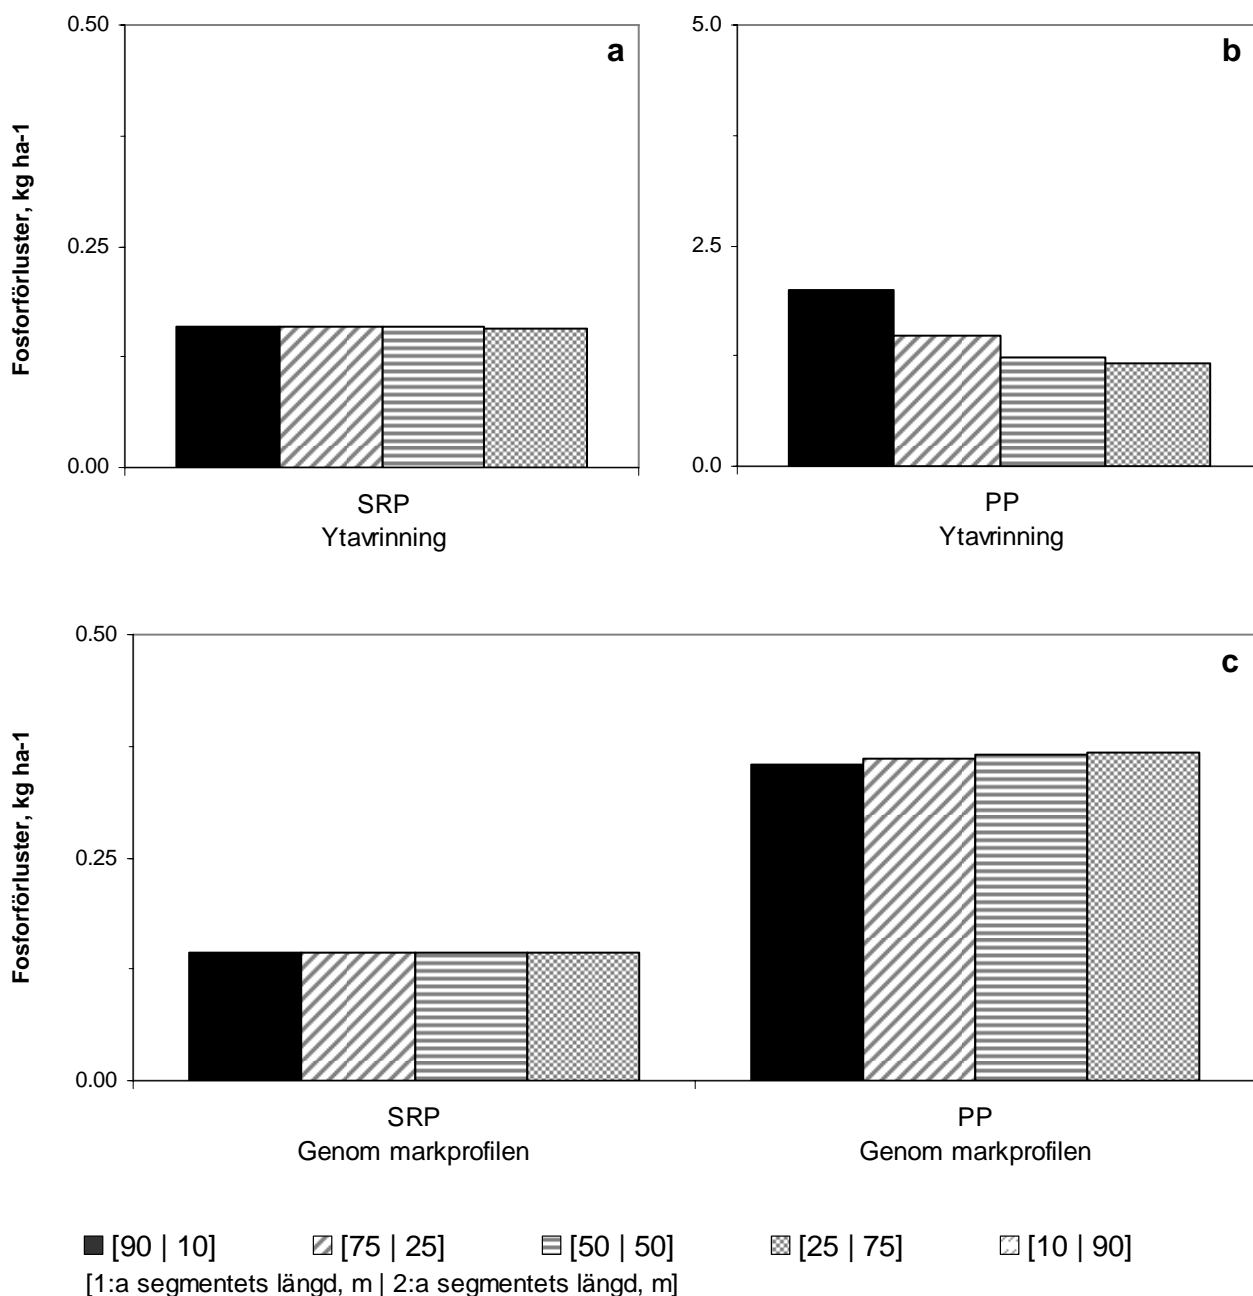 0.50
0.25
0.00
Fosforförluster, kg ha-1
a
SRP
Ytavrinning
5.0
2.5
0.0
b
PP
Ytavrinning
0.50
0.25
0.00
Fosforförluster, kg ha-1
c
SRP
Genom markprofilen
PP
Genom markprofilen
[90 | 10] [75 | 25] [50 | 50] [25 | 75] [10 | 90]
[1:a segmentets längd, m | 2:a segmentets längd, m]